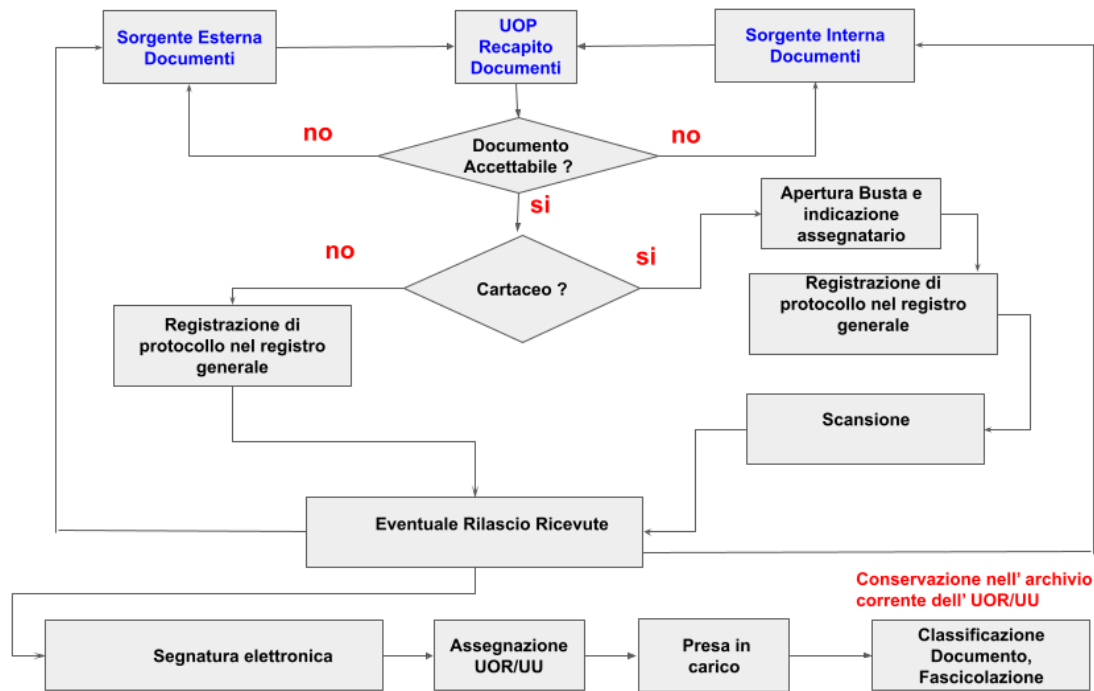 Sorgente Esterna
Documenti
UOP
Recapito
Documenti
Sorgente Interna
Documenti
no
Documento
Accettabile ?
no
si
Apertura Busta e
indicazione
assegnatario
no
Cartaceo ?
si
Registrazione di
protocollo nel registro
generale
Registrazione di
protocollo nel registro
generale
Scansione
Eventuale Rilascio Ricevute
Conservazione nell' archivio
corrente dell' UOR/UU
Segnatura elettronica
Assegnazione
UOR/UU
Presa in
carico
Classificazione
Documento,
Fascicolazione